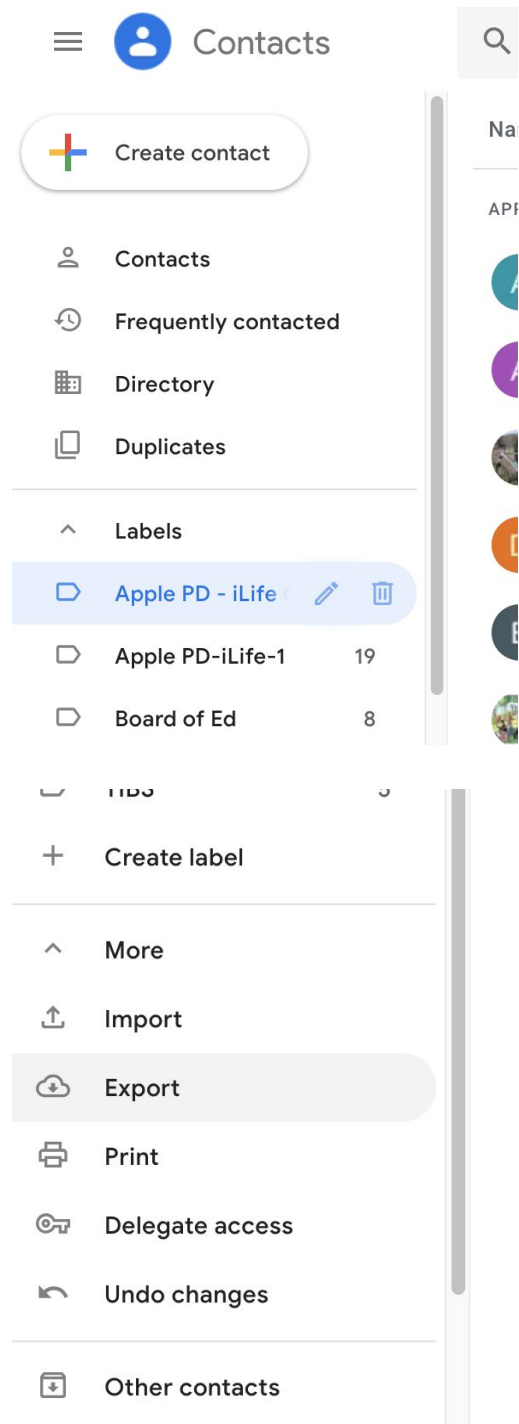 Contacts
Create contact
Contacts
Frequently contacted
Directory
Duplicates
Labels
Apple PD - iLife
Apple PD-iLife-1 19
Board of Ed 8
Create label
More
Import
Export
Print
Delegate access
Undo changes
Other contacts